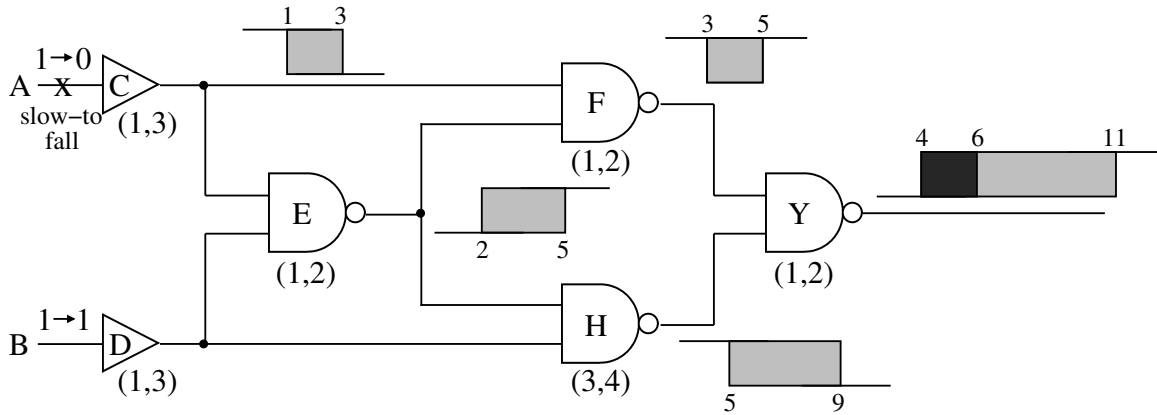 1 3
3 5
1→0
A x C
slow-to
fall
(1,3)
F
(1,2)
4 6 11
E
(1,2)
2 5
Y
(1,2)
1→1
B D
(1,3)
H
(3,4)
5 9